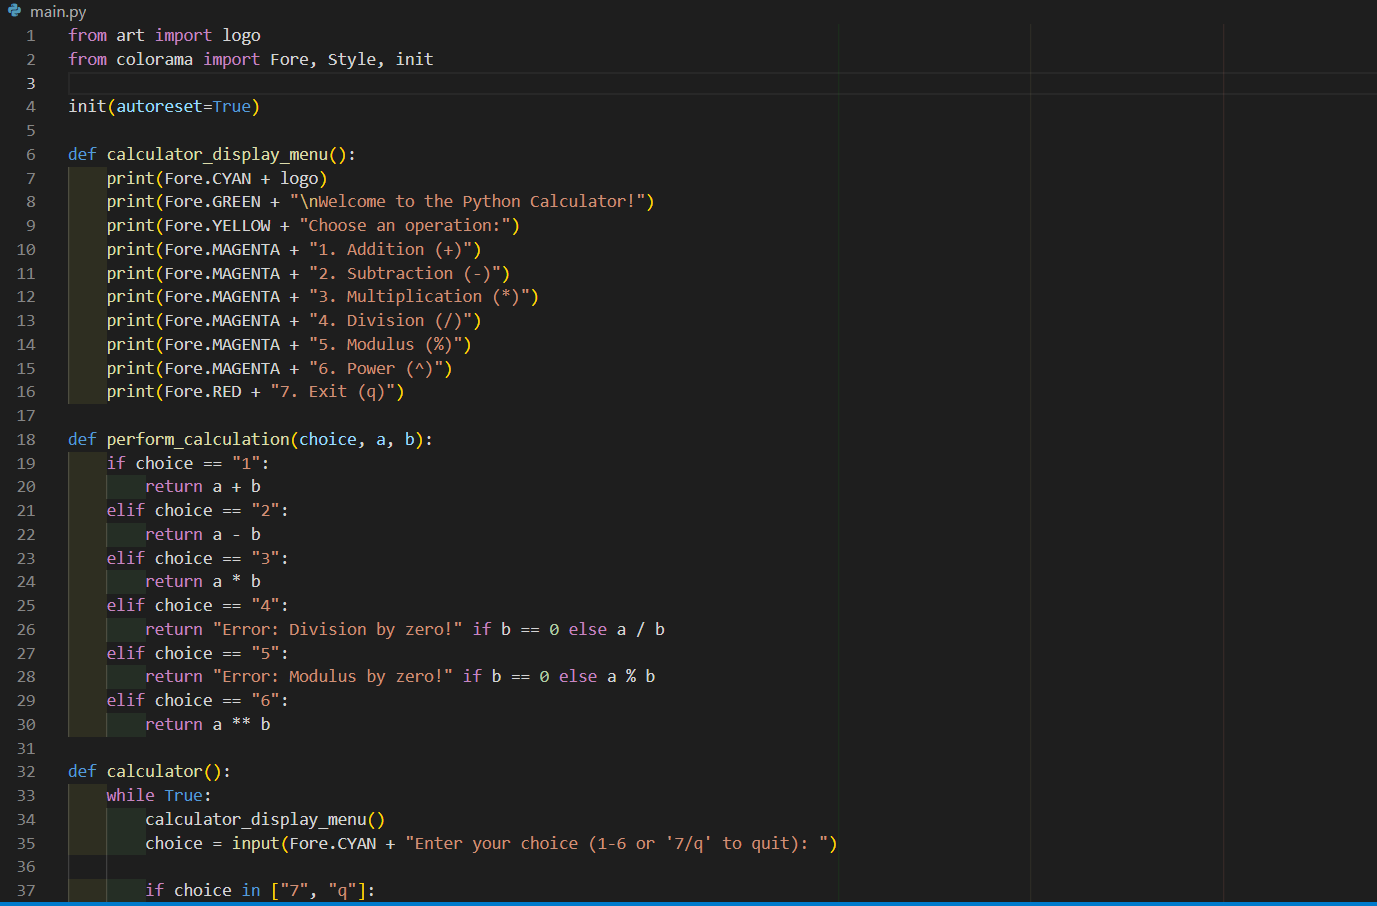 main.py
1 from art import logo
2 from colorama import Fore, Style, init
3
4 init(autoreset=True)
5
6 def calculator_display_menu():
7     print(Fore.CYAN + logo)
8     print(Fore.GREEN + "\nWelcome to the Python Calculator!")
9     print(Fore.YELLOW + "Choose an operation:")
10     print(Fore.MAGENTA + "1. Addition (+)")
11     print(Fore.MAGENTA + "2. Subtraction (-)")
12     print(Fore.MAGENTA + "3. Multiplication (*)")
13     print(Fore.MAGENTA + "4. Division (/)")
14     print(Fore.MAGENTA + "5. Modulus (%)")
15     print(Fore.MAGENTA + "6. Power (^)")
16     print(Fore.RED + "7. Exit (q)")
17
18 def perform_calculation(choice, a, b):
19     if choice == "1":
20         return a + b
21     elif choice == "2":
22         return a - b
23     elif choice == "3":
24         return a * b
25     elif choice == "4":
26         return "Error: Division by zero!" if b == 0 else a / b
27     elif choice == "5":
28         return "Error: Modulus by zero!" if b == 0 else a % b
29     elif choice == "6":
30         return a ** b
31
32 def calculator():
33     while True:
34         calculator_display_menu()
35         choice = input(Fore.CYAN + "Enter your choice (1-6 or '7/q' to quit): ")
36
37         if choice in ["7", "q"]: